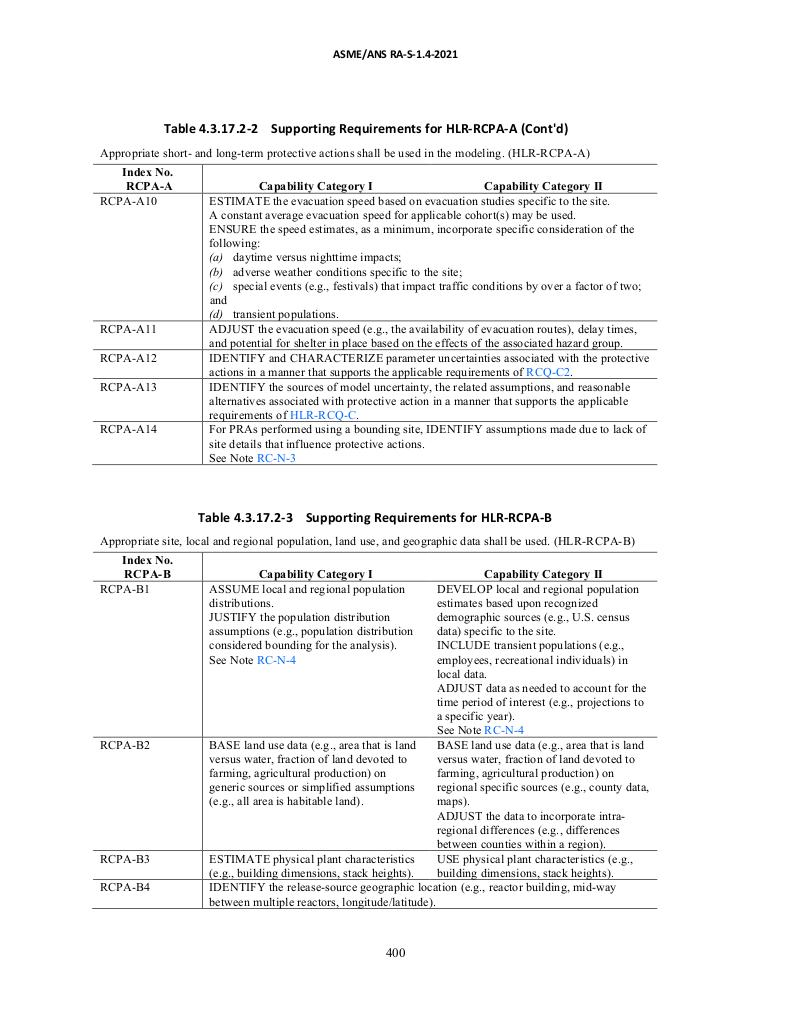 ASME/ANS RA-S-1.4-2021
Table 4.3.17.2-2 Supporting Requirements for HLR-RCPA-A (Cont'd)
Appropriate short- and long-term protective actions shall be used in the modeling. (HLR-RCPA-A)
Index No.
RCPA-A Capability Category I Capability Category II
RCPA-A10 ESTIMATE the evacuation speed based on evacuation studies specific to the site.
A constant average evacuation speed for applicable cohort(s) may be used.
ENSURE the speed estimates, as a minimum, incorporate specific consideration of the
following:
(a) daytime versus nighttime impacts;
(b) adverse weather conditions specific to the site;
(c) special events (e.g., festivals) that impact traffic conditions by over a factor of two;
and
(d) transient populations.
RCPA-A11 ADJUST the evacuation speed (e.g., the availability of evacuation routes), delay times,
and potential for shelter in place based on the effects of the associated hazard group.
RCPA-A12 IDENTIFY and CHARACTERIZE parameter uncertainties associated with the protective
actions in a manner that supports the applicable requirements of RCQ-C2.
RCPA-A13 IDENTIFY the sources of model uncertainty, the related assumptions, and reasonable
alternatives associated with protective action in a manner that supports the applicable
requirements of HLR-RCQ-C.
RCPA-A14 For PRAs performed using a bounding site, IDENTIFY assumptions made due to lack of
site details that influence protective actions.
See Note RC-N-3
Table 4.3.17.2-3 Supporting Requirements for HLR-RCPA-B
Appropriate site, local and regional population, land use, and geographic data shall be used. (HLR-RCPA-B)
Index No.
RCPA-B Capability Category I Capability Category II
RCPA-B1 ASSUME local and regional population
distributions.
JUSTIFY the population distribution
assumptions (e.g., population distribution
considered bounding for the analysis).
See Note RC-N-4
DEVELOP local and regional population
estimates based upon recognized
demographic sources (e.g., U.S. census
data) specific to the site.
INCLUDE transient populations (e.g.,
employees, recreational individuals) in
local data.
ADJUST data as needed to account for the
time period of interest (e.g., projections to
a specific year).
See Note RC-N-4
RCPA-B2 BASE land use data (e.g., area that is land
versus water, fraction of land devoted to
farming, agricultural production) on
generic sources or simplified assumptions
(e.g., all area is habitable land).
BASE land use data (e.g., area that is land
versus water, fraction of land devoted to
farming, agricultural production) on
regional specific sources (e.g., county data,
maps).
ADJUST the data to incorporate intra-
regional differences (e.g., differences
between counties within a region).
RCPA-B3 ESTIMATE physical plant characteristics
(e.g., building dimensions, stack heights).
USE physical plant characteristics (e.g.,
building dimensions, stack heights).
RCPA-B4 IDENTIFY the release-source geographic location (e.g., reactor building, mid-way
between multiple reactors, longitude/latitude).
400